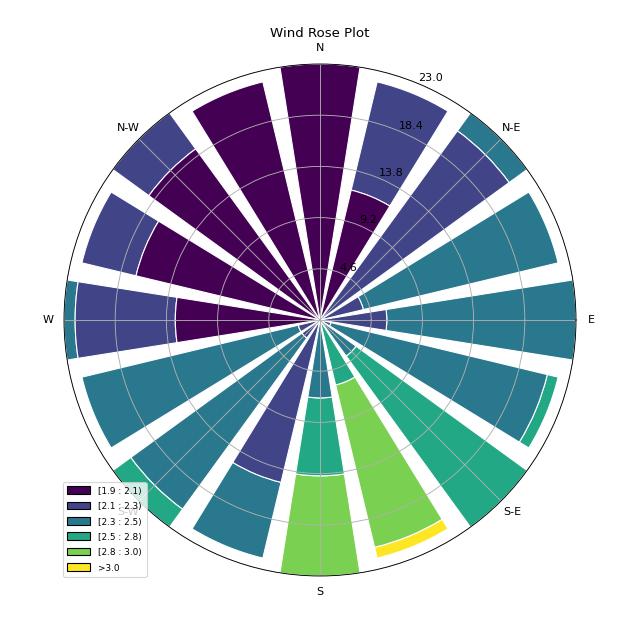 Wind Rose Plot
N
23.0
N-W
18.4
N-E
13.8
9.2
4.6
W
E
[1.9 : 2.1)
[2.1 : 2.3)
S-W
S-E
[2.3 : 2.5)
[2.5 : 2.8)
[2.8 : 3.0)
>3.0
S